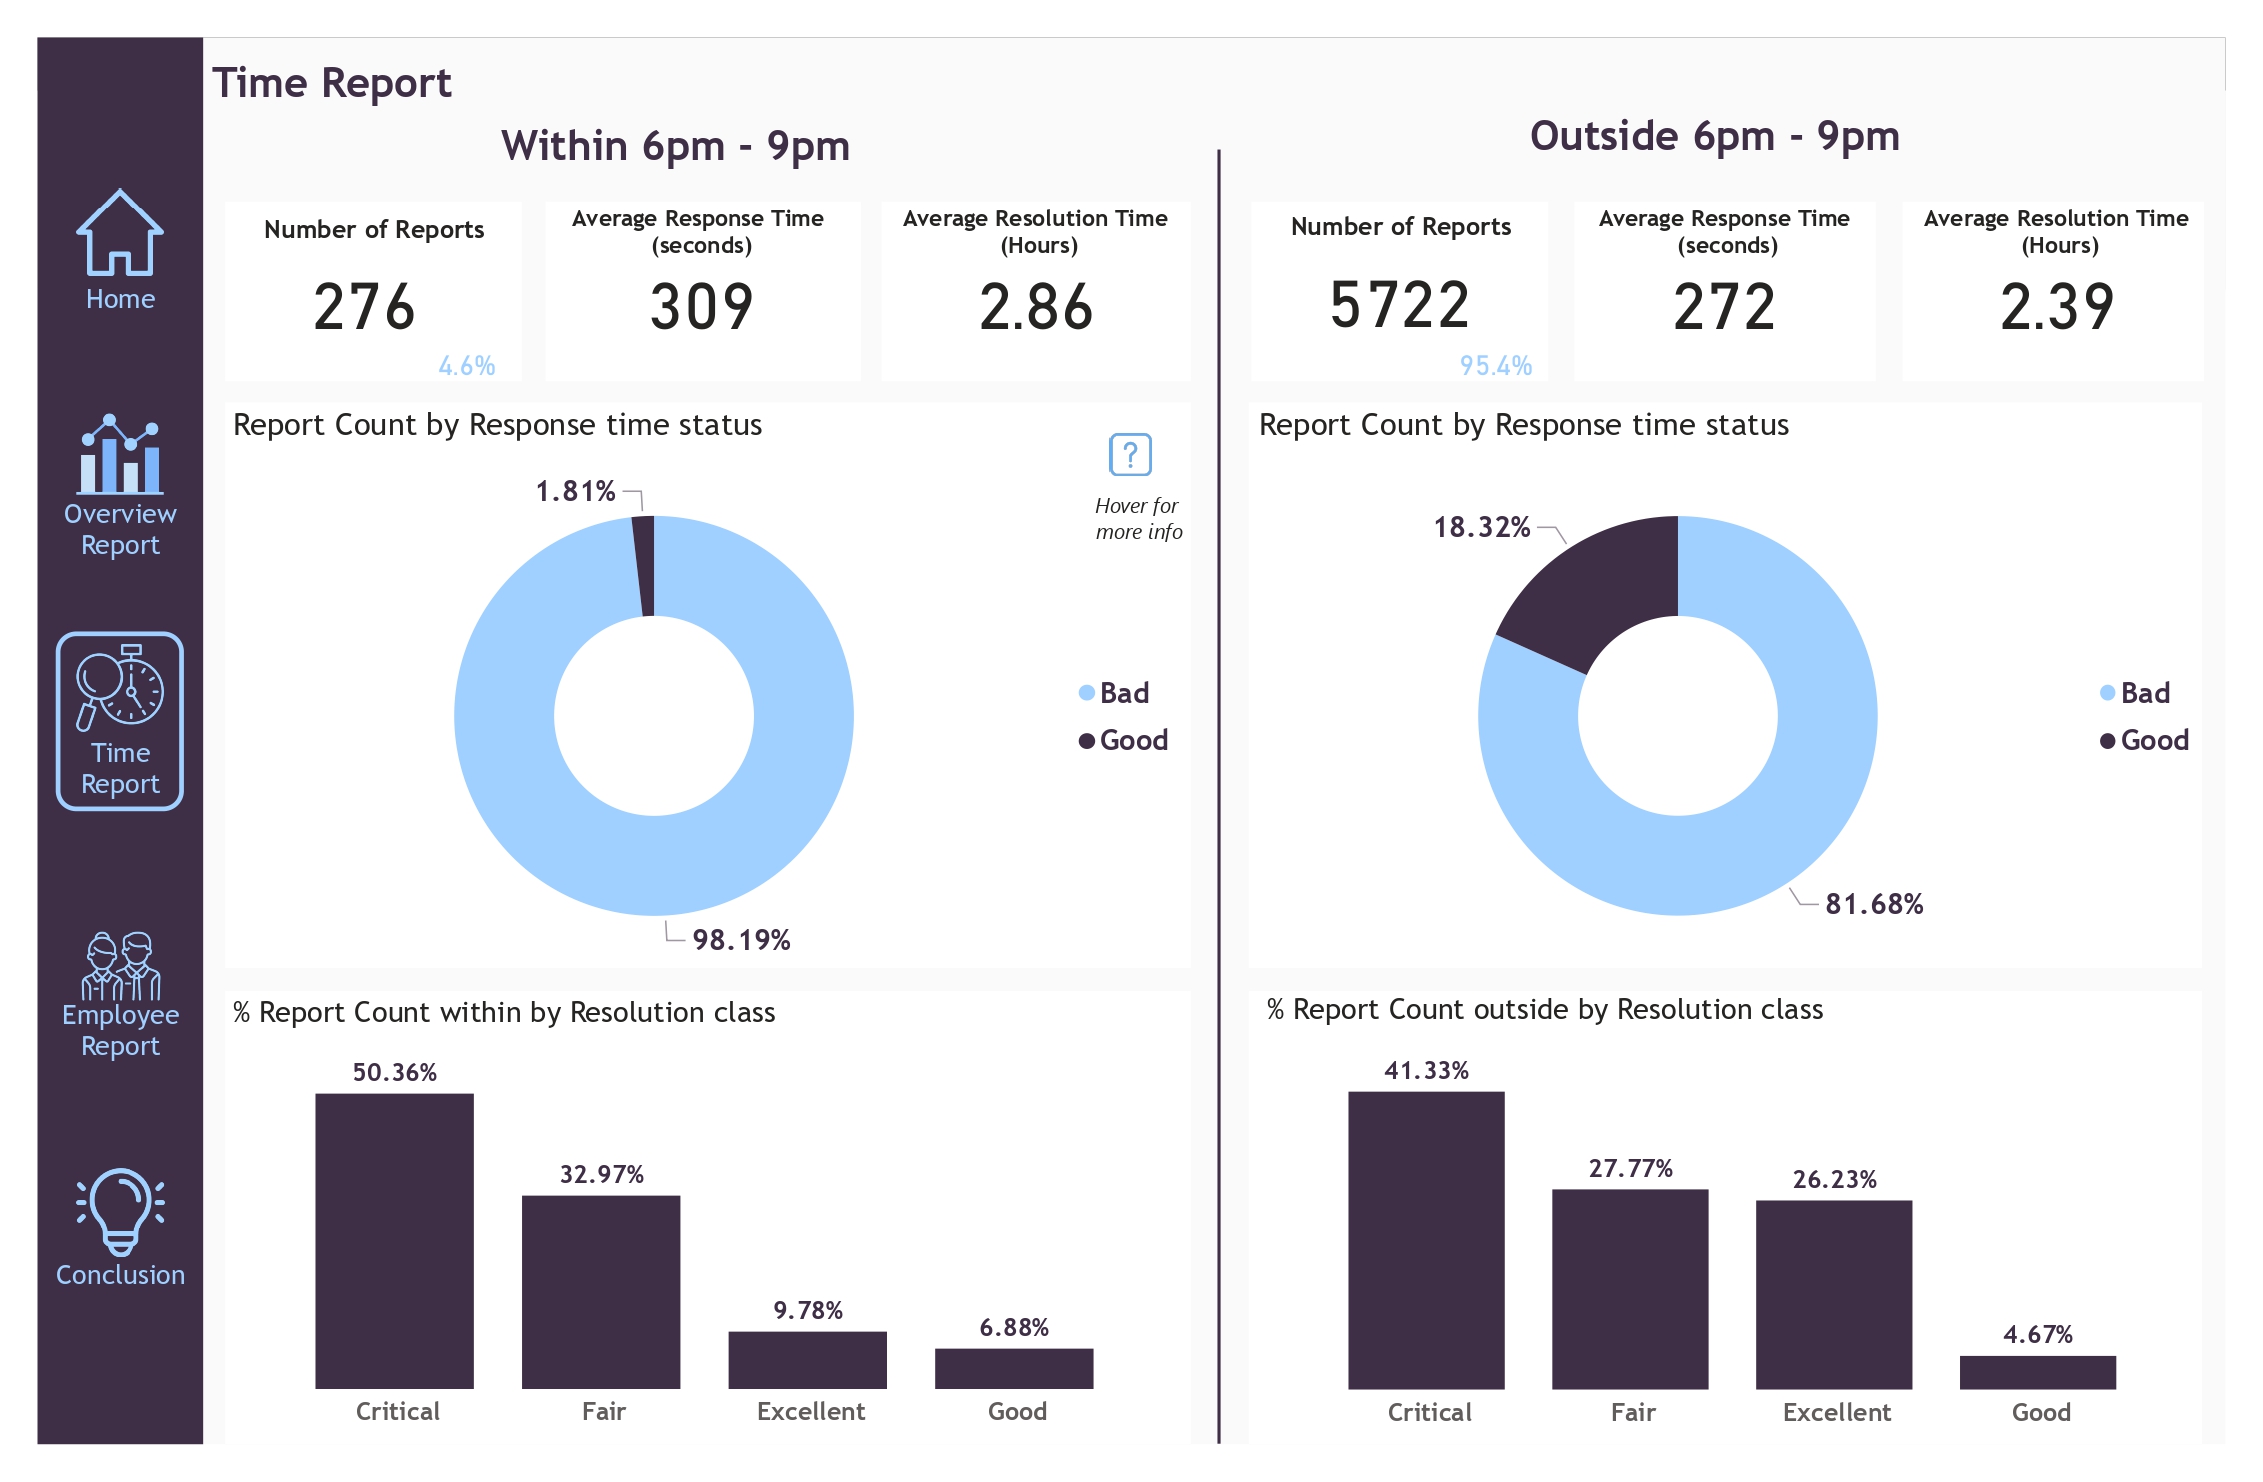 Time Report
Home
Overview
Report
Time
Report
Employee
Report
Conclusion
Within 6pm - 9pm
Number of Reports
276
4.6%
Average Response Time
(seconds)
309
Average Resolution Time
(Hours)
2.86
Report Count by Response time status
?
Hover for
more info
1.81%
98.19%
Bad
Good
% Report Count within by Resolution class
50.36%
32.97%
9.78%
6.88%
Critical Fair Excellent Good
Outside 6pm - 9pm
Number of Reports
5722
95.4%
Average Response Time
(seconds)
272
Average Resolution Time
(Hours)
2.39
Report Count by Response time status
18.32%
81.68%
Bad
Good
% Report Count outside by Resolution class
41.33%
27.77%
26.23%
4.67%
Critical Fair Excellent Good